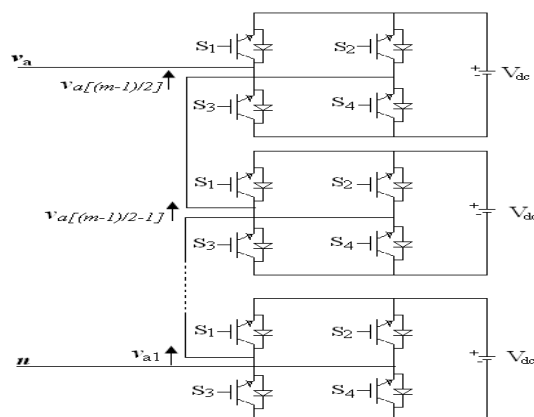 S1 S2
va
+
-
Vdc
va[(m-1)/2]
S3 S4
S1 S2
va[(m-1)/2-1]
+
-
Vdc
S3 S4
S1 S2
n va1
+
-
Vdc
S3 S4